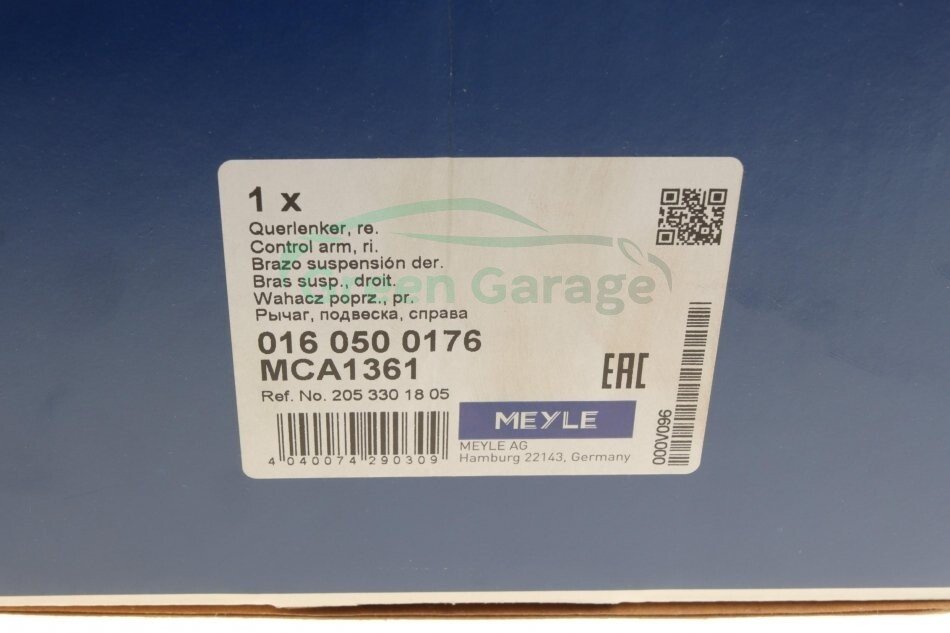 1 x
Querlenker, re.
Control arm, ri.
Brazo suspensión der.
Bras susp., droit.
Wahacz poprz., pr.
Рычаг, подвеска, справа
Green Garage
016 050 0176
MCA1361
EAC
Ref. No. 205 330 18 05
MEYLE
MEYLE AG
Hamburg 22143, Germany
4 040074 290309
000V096